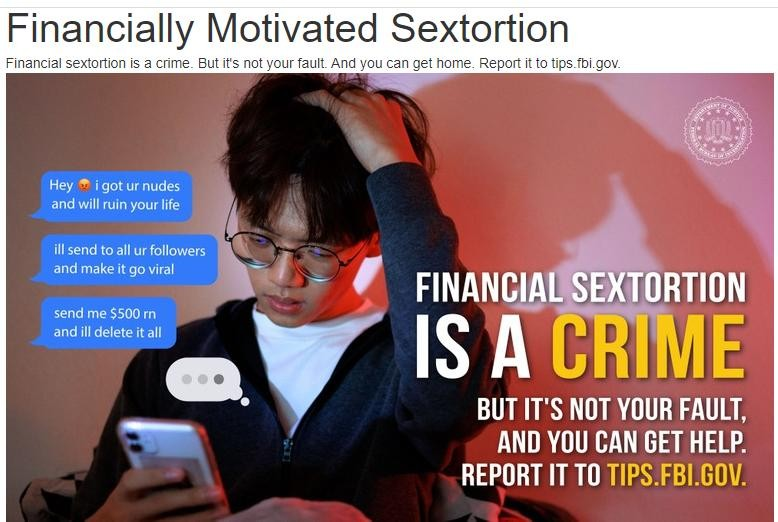 Financially Motivated Sextortion
Financial sextortion is a crime. But it's not your fault. And you can get home. Report it to tips.fbi.gov.
Hey 😡 i got ur nudes
and will ruin your life
ill send to all ur followers
and make it go viral
send me $500 rn
and ill delete it all
FINANCIAL SEXTORTION
IS A CRIME
BUT IT'S NOT YOUR FAULT,
AND YOU CAN GET HELP.
REPORT IT TO TIPS.FBI.GOV.